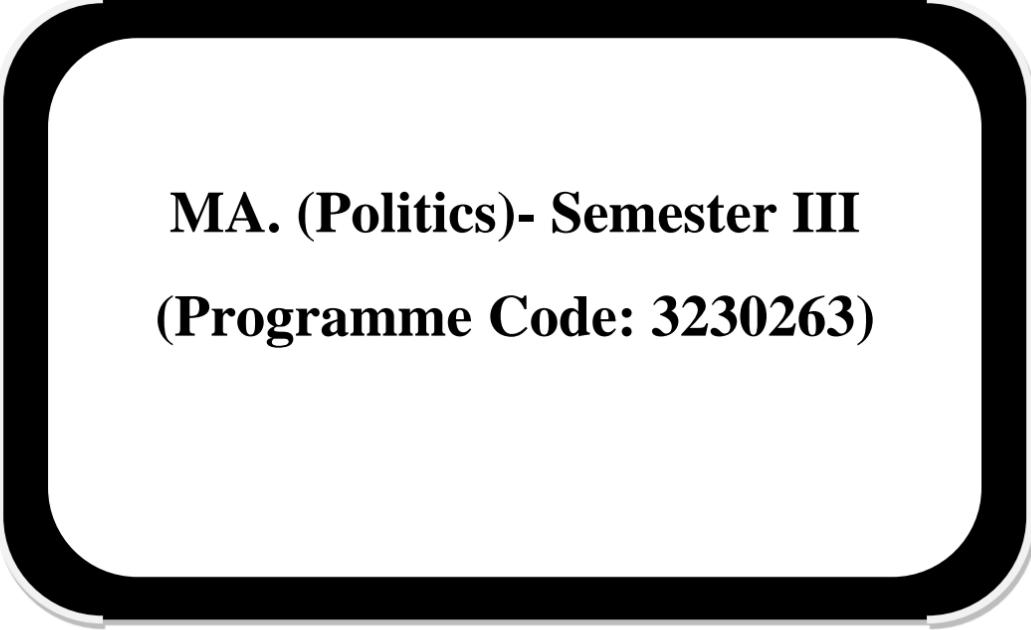 MA. (Politics)- Semester III
(Programme Code: 3230263)